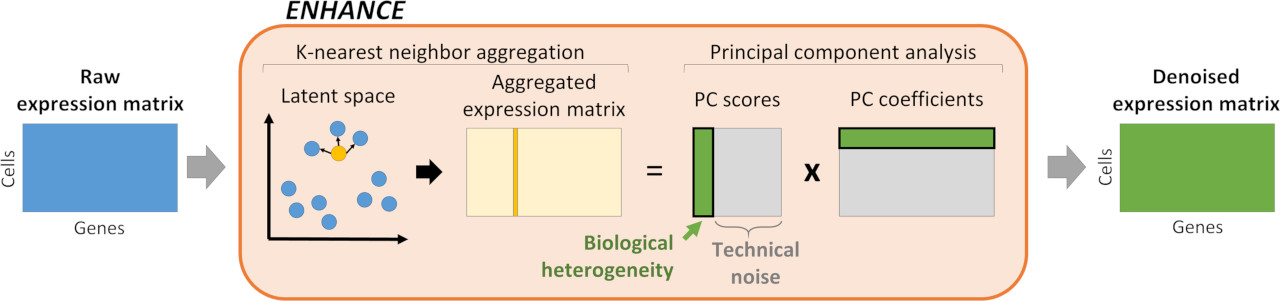 ENHANCE
K-nearest neighbor aggregation
Principal component analysis
Raw
expression matrix
Latent space
Aggregated
expression matrix
PC scores
PC coefficients
Denoised
expression matrix
Cells
=
x
Cells
Genes
Biological
heterogeneity
Technical
noise
Genes